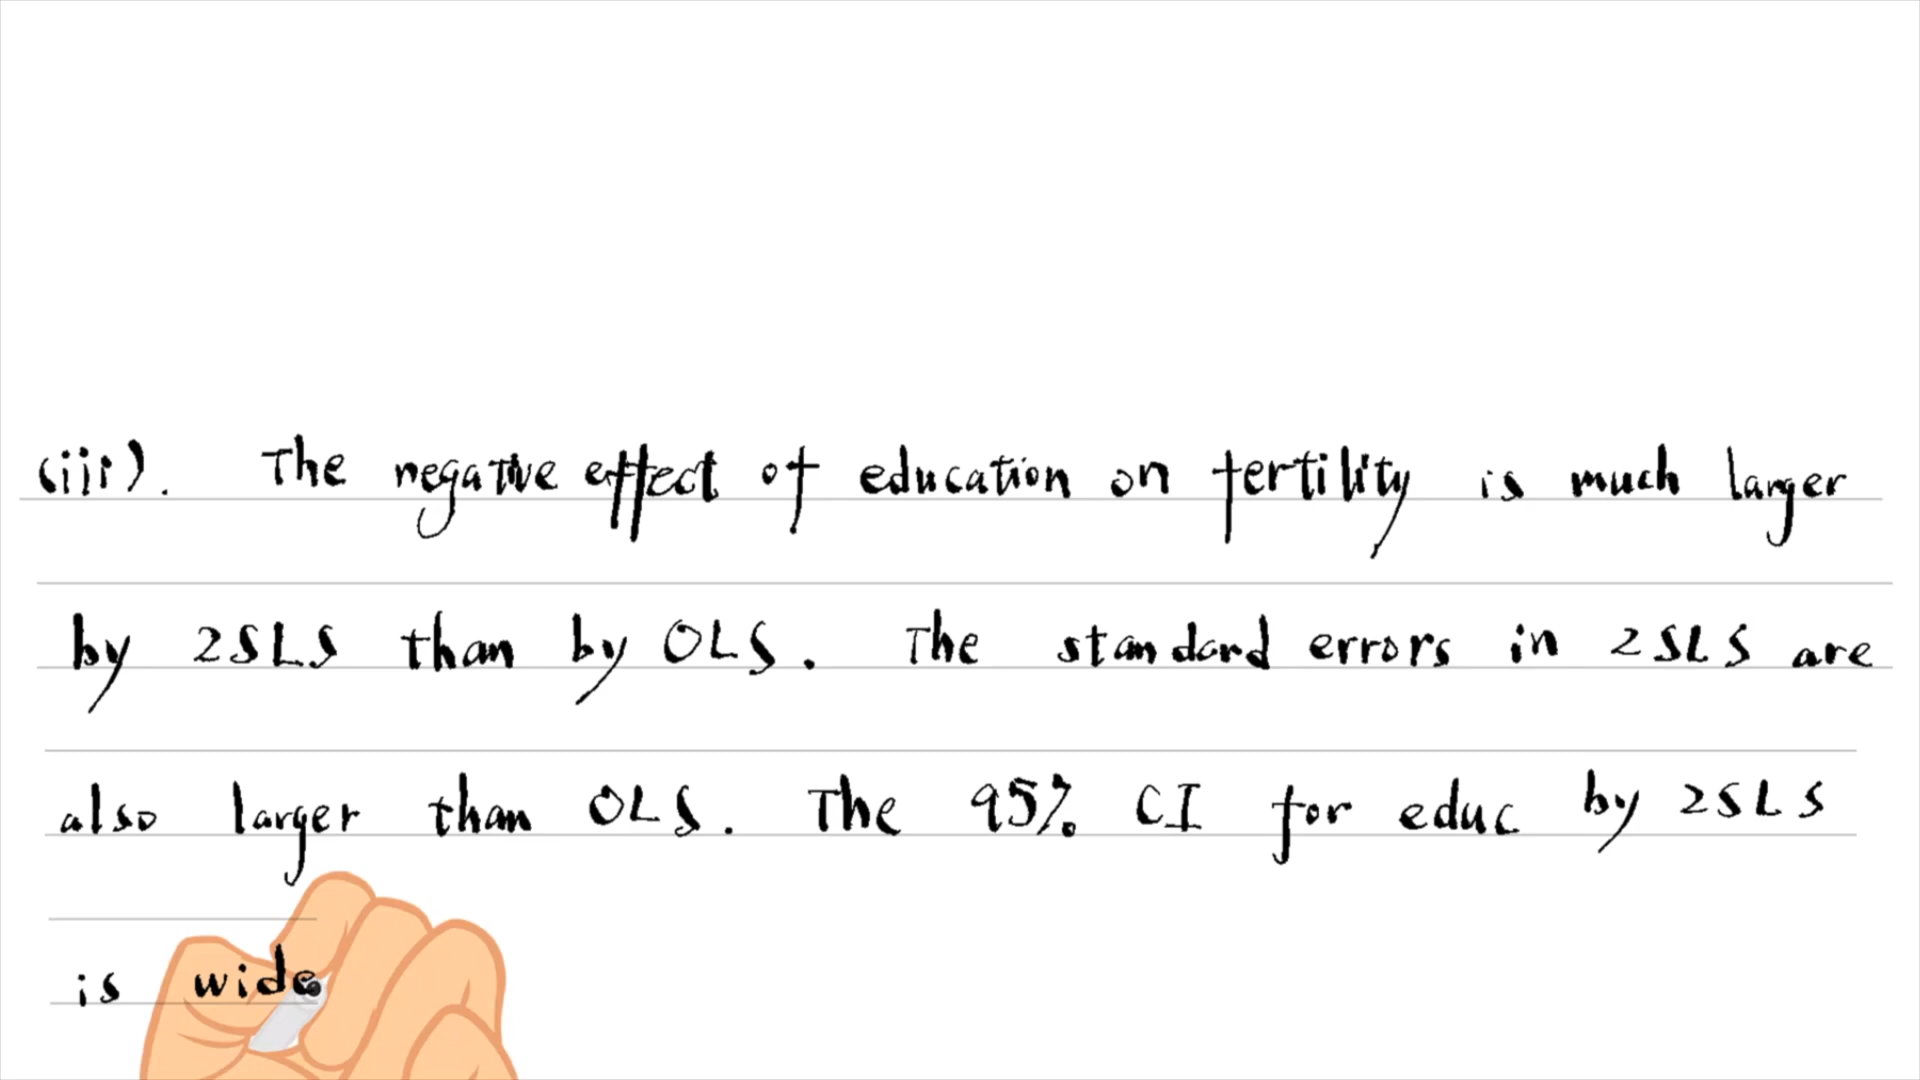 (iii). The negative effect of education on fertility is much larger
by 2SLS than by OLS. The standard errors in 2SLS are
also larger than OLS. The 95% CI for educ by 2SLS
is wide